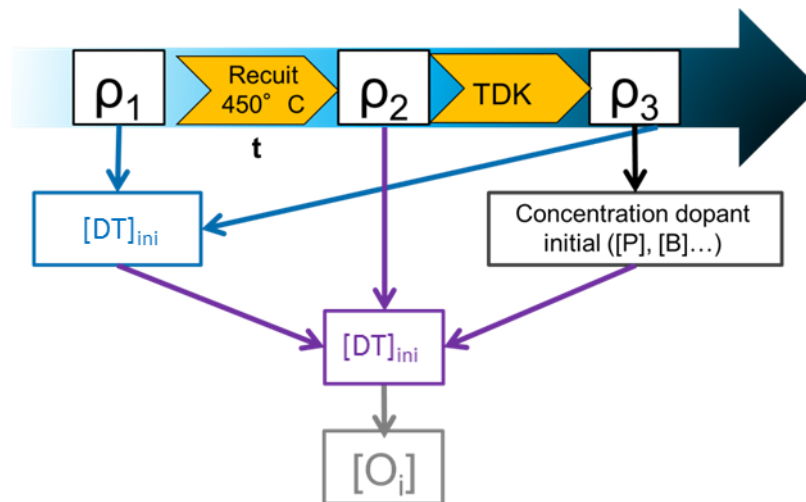 ρ₁
Recuit
450° C
ρ₂
TDK
ρ₃
t
[DT]ini
Concentration dopant
initial ([P], [B]...)
[DT]ini
[Oᵢ]